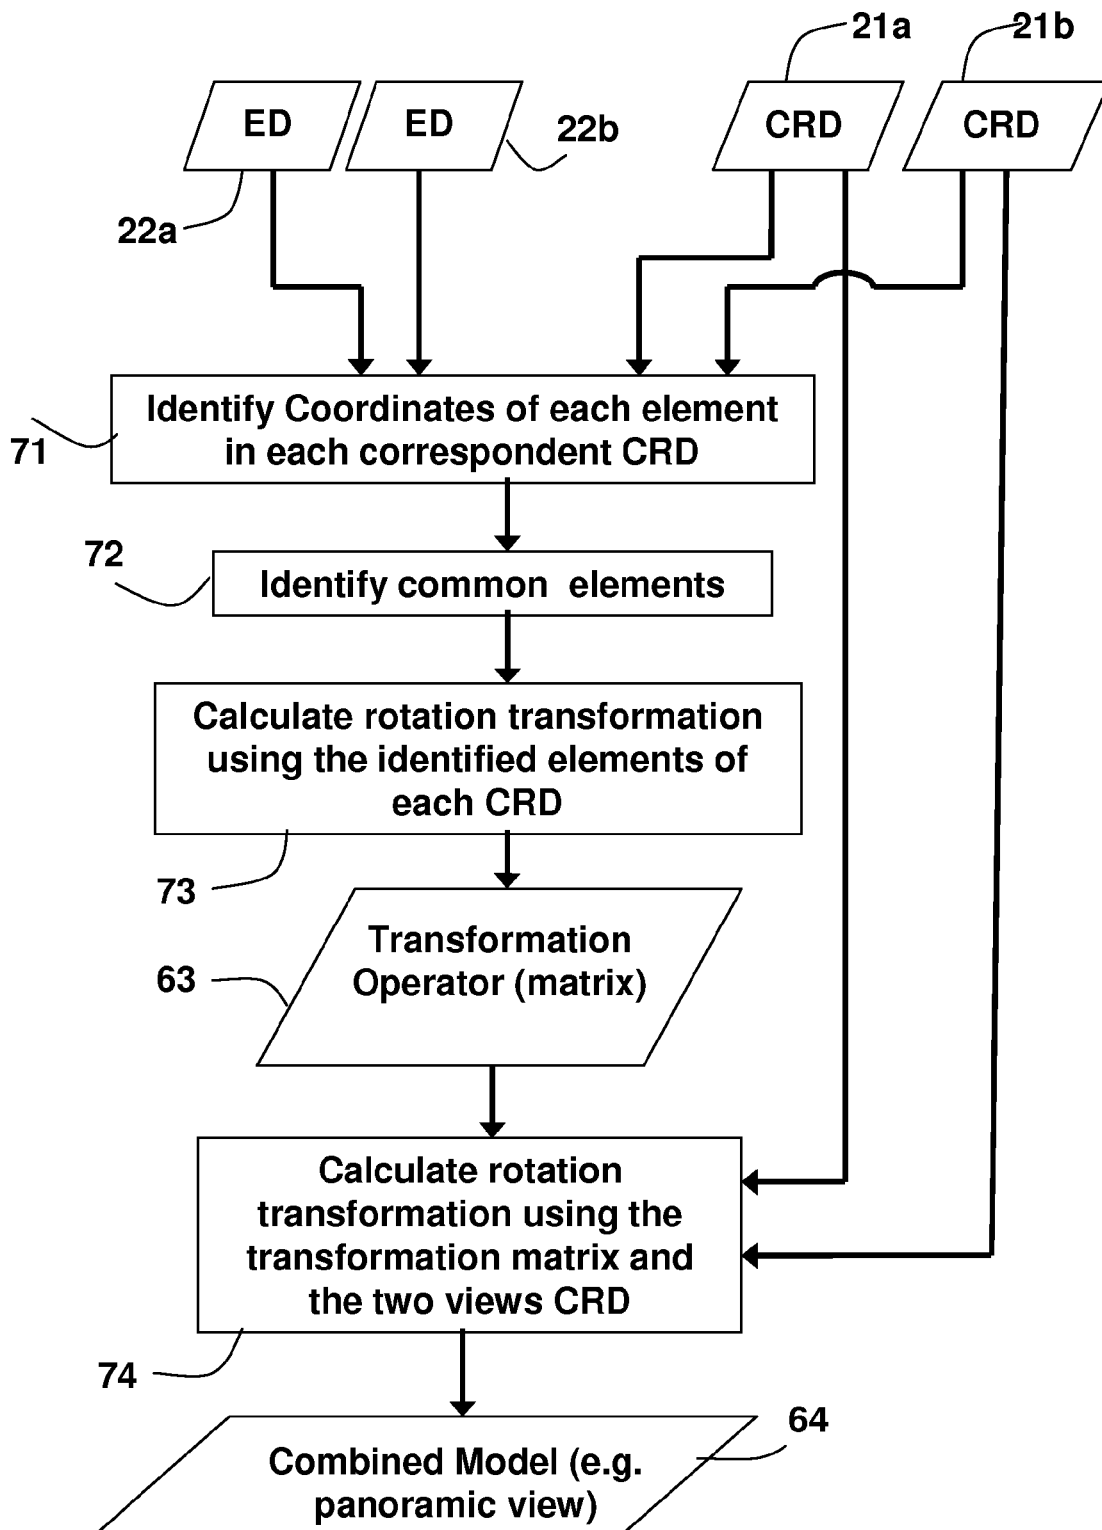 21a
21b
ED
ED
CRD
CRD
22b
22a
Identify Coordinates of each element
in each correspondent CRD
71
72
Identify common elements
Calculate rotation transformation
using the identified elements of
each CRD
73
Transformation
Operator (matrix)
63
Calculate rotation
transformation using the
transformation matrix and
the two views CRD
74
64
Combined Model (e.g.
panoramic view)